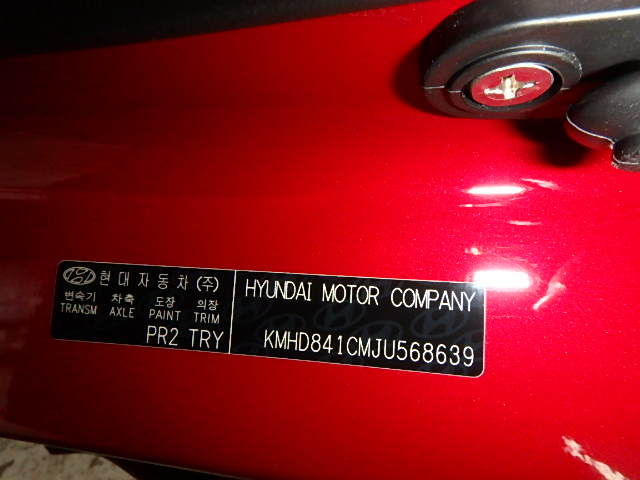 현대자동차(주)
변속기 차축 도장 의장
TRANSM AXLE PAINT TRIM
PR2 TRY
HYUNDAI MOTOR COMPANY
KMHD841CMJU568639